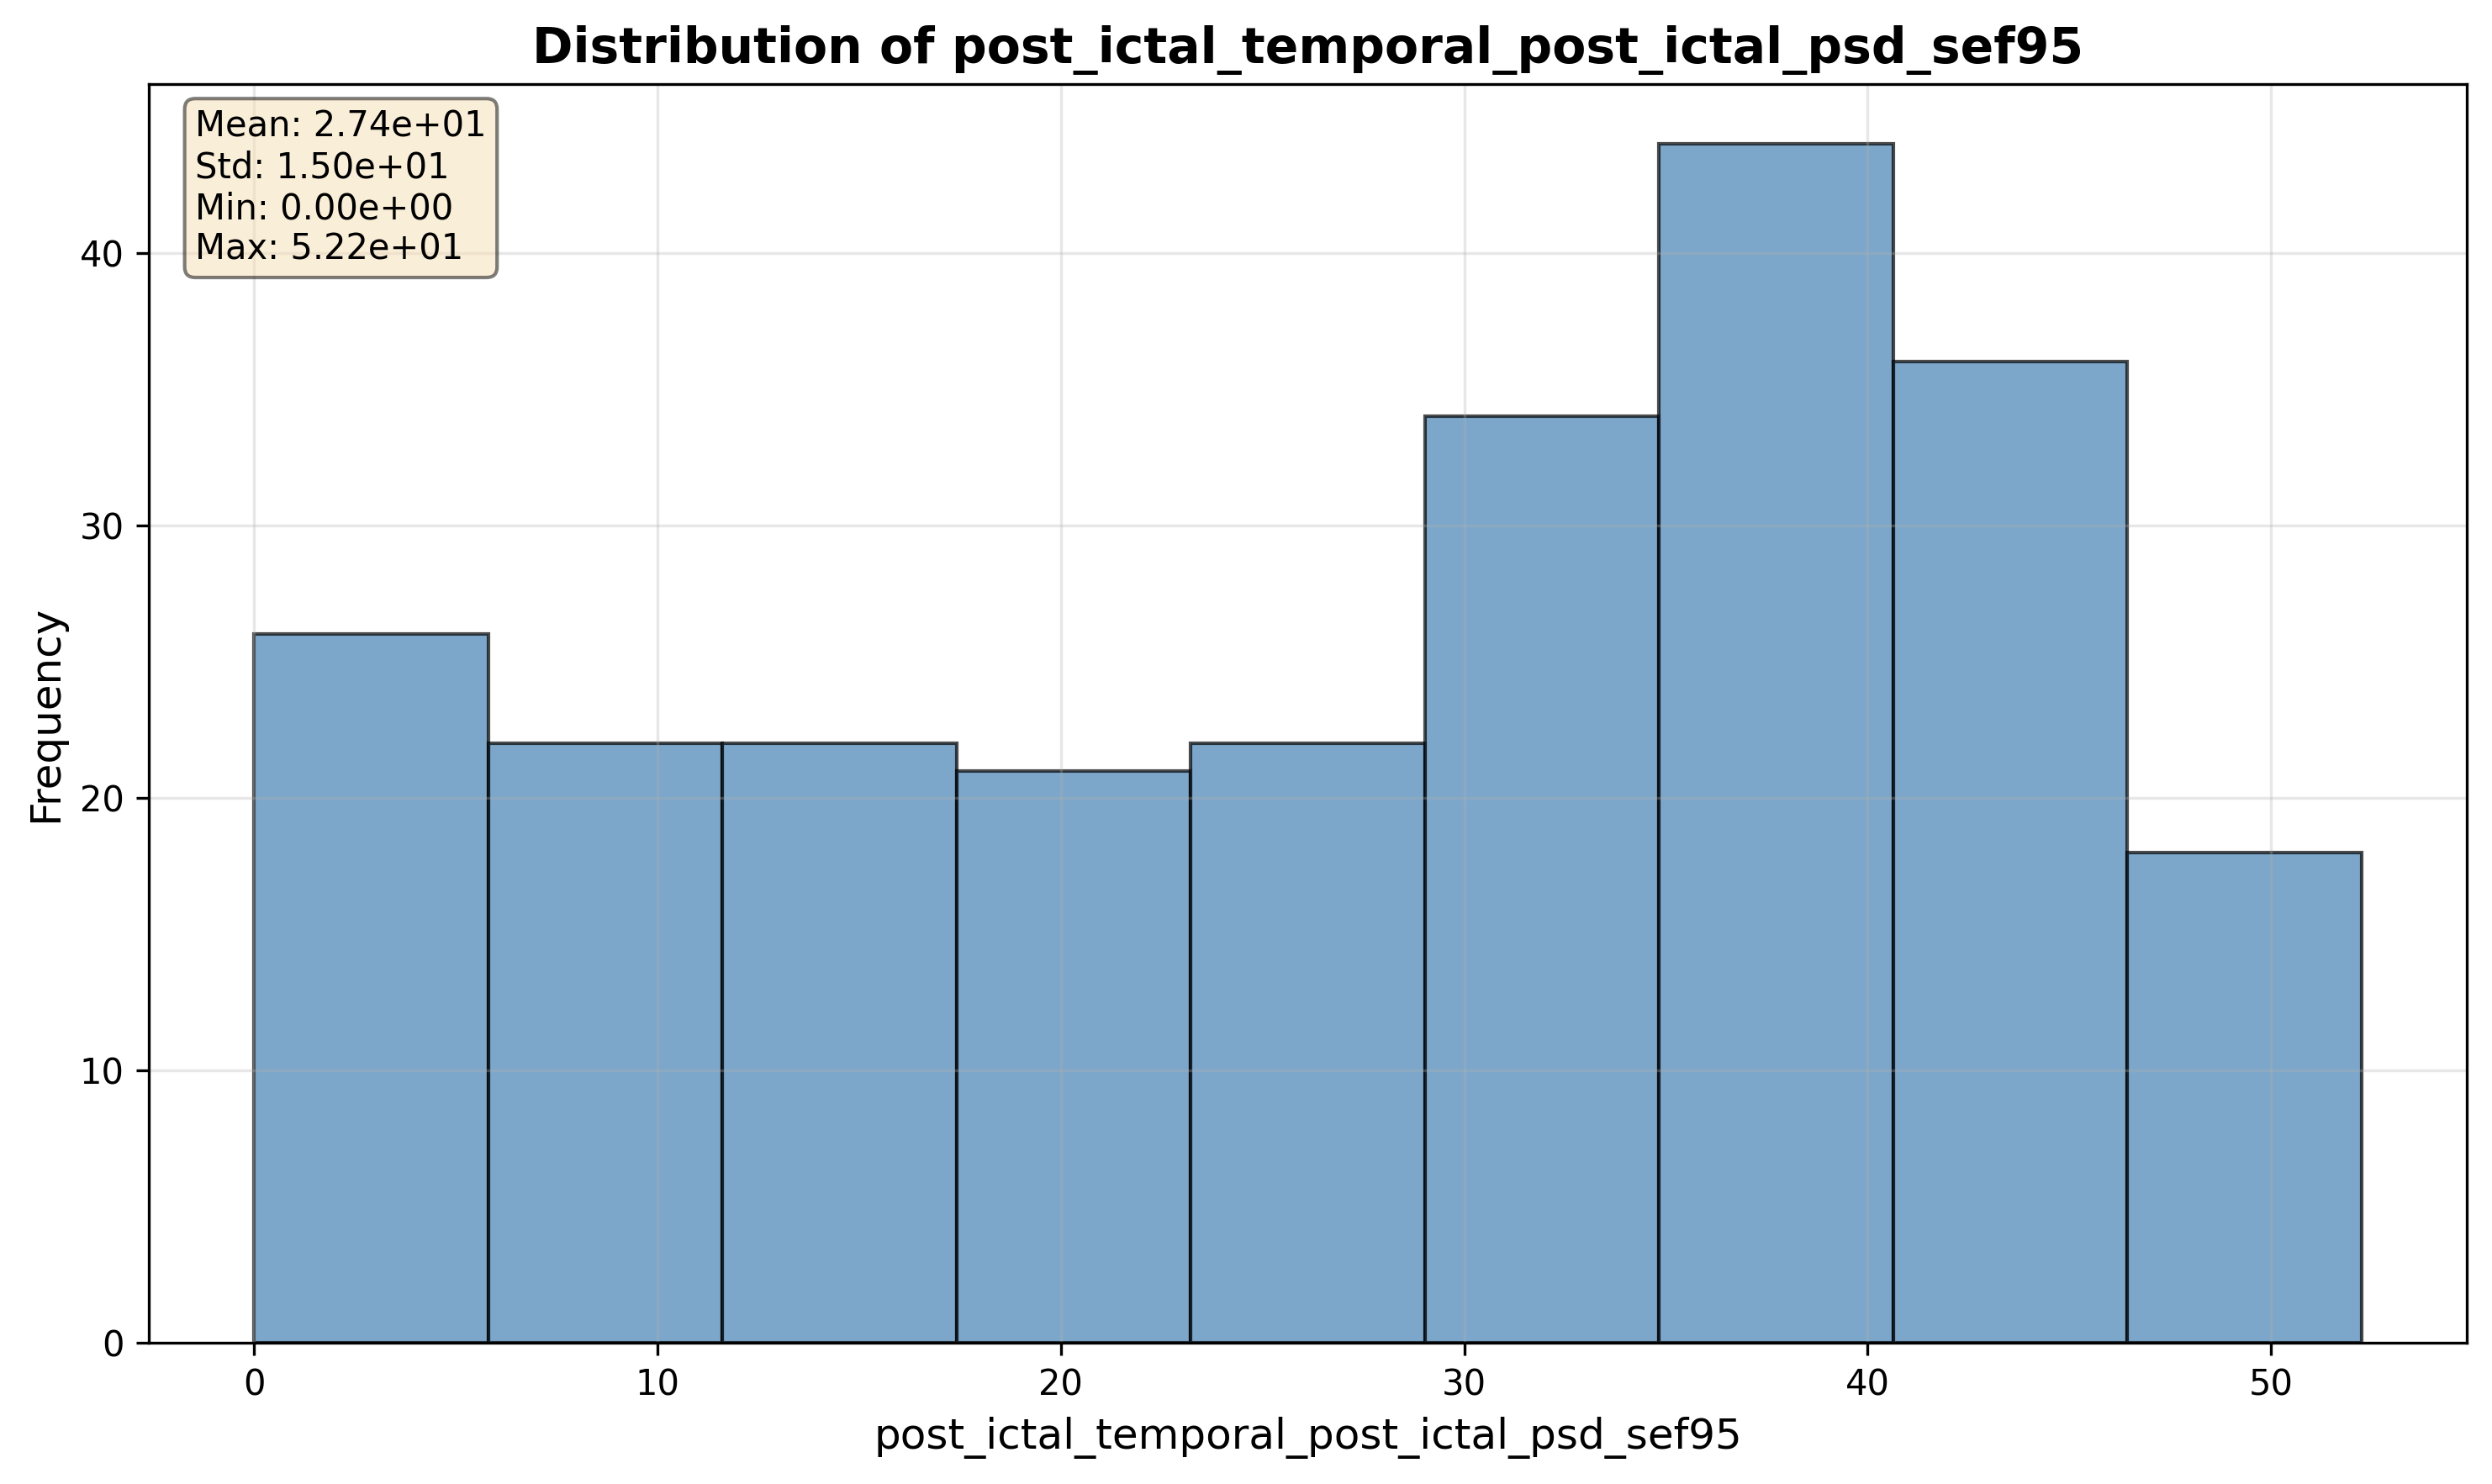 Distribution of post_ictal_temporal_post_ictal_psd_sef95
Mean: 2.74e+01
Std: 1.50e+01
Min: 0.00e+00
Max: 5.22e+01
Frequency
40
30
20
10
0
0 10 20 30 40 50
post_ictal_temporal_post_ictal_psd_sef95